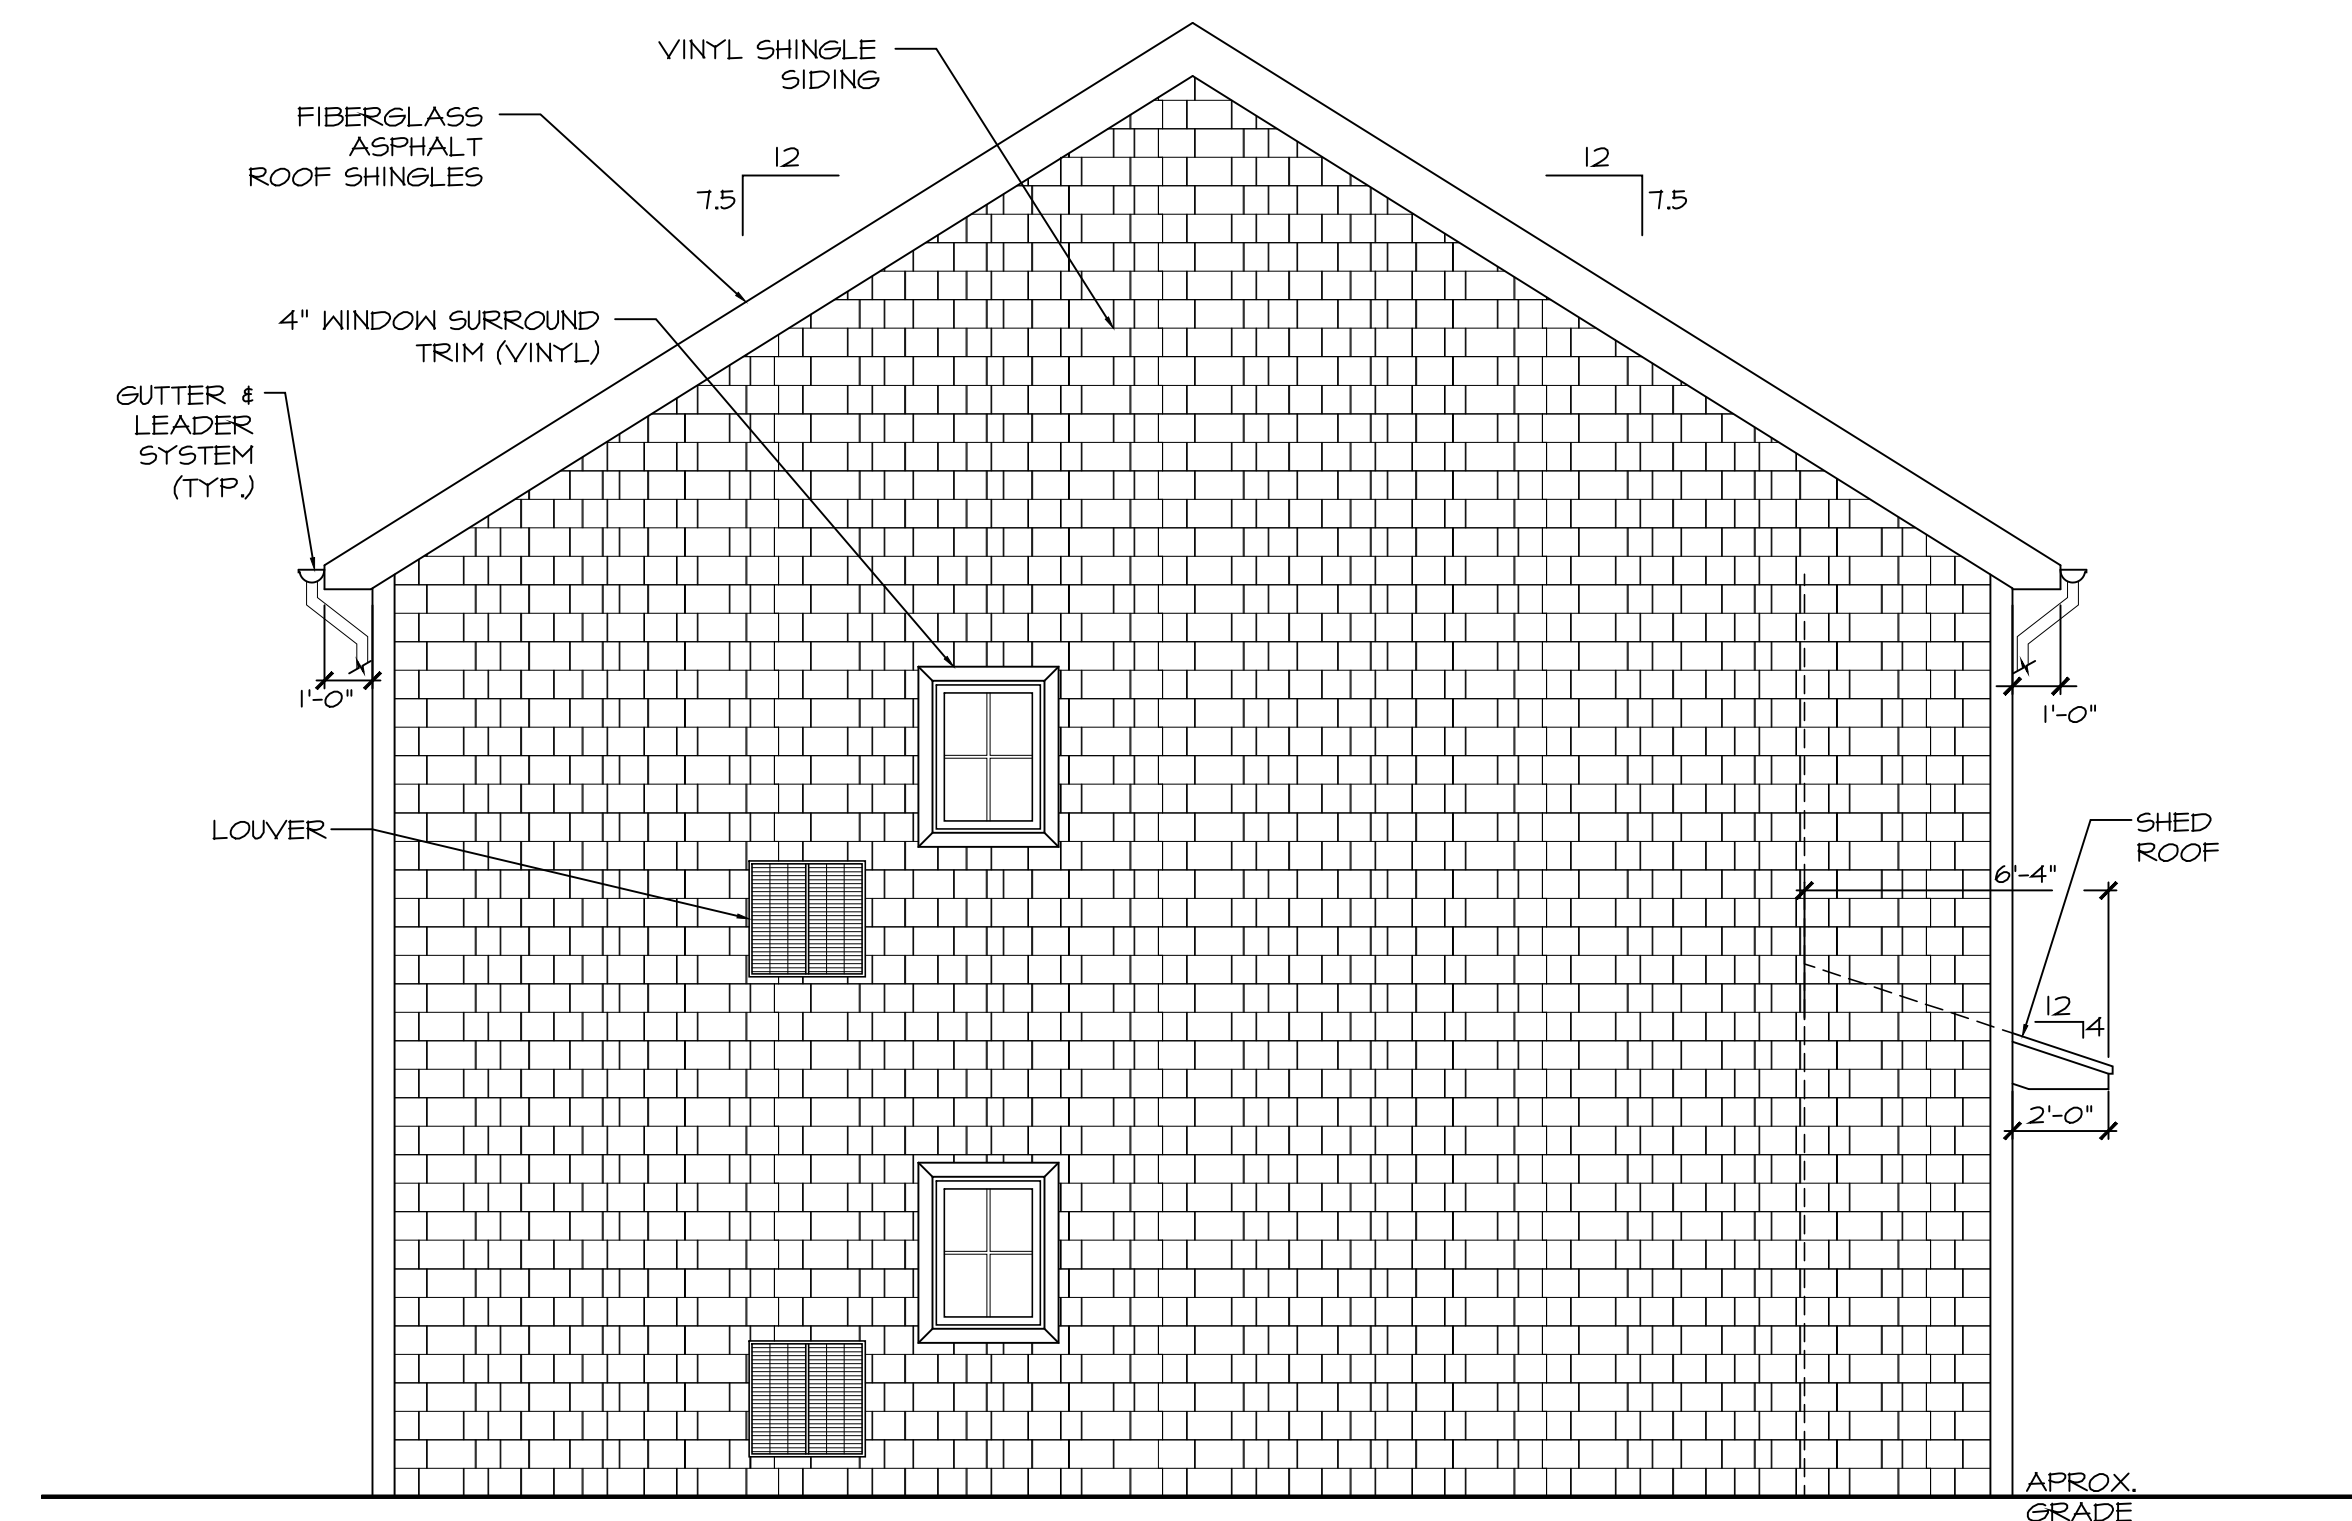 VINYL SHINGLE
SIDING
FIBERGLASS
ASPHALT
ROOF SHINGLES
12
7.5
12
7.5
4" WINDOW SURROUND
TRIM (VINYL)
GUTTER &
LEADER
SYSTEM
(TYP.)
1'-0"
1'-0"
LOUVER
SHED
ROOF
6'-4"
12
4
2'-0"
APROX.
GRADE